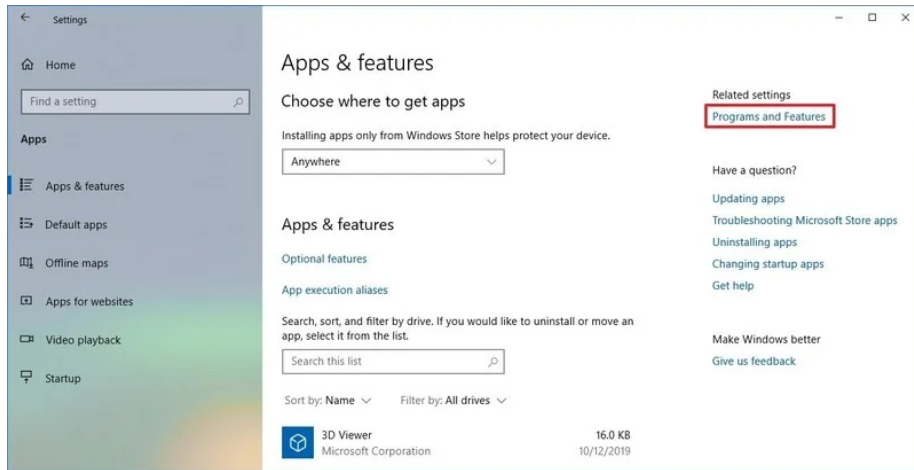 Settings
Home
Find a setting
Apps
Apps & features
Default apps
Offline maps
Apps for websites
Video playback
Startup
Apps & features
Choose where to get apps
Installing apps only from Windows Store helps protect your device.
Anywhere
Apps & features
Optional features
App execution aliases
Search, sort, and filter by drive. If you would like to uninstall or move an
app, select it from the list.
Search this list
Sort by: Name Filter by: All drives
3D Viewer 16.0 KB
Microsoft Corporation 10/12/2019
Related settings
Programs and Features
Have a question?
Updating apps
Troubleshooting Microsoft Store apps
Uninstalling apps
Changing startup apps
Get help
Make Windows better
Give us feedback